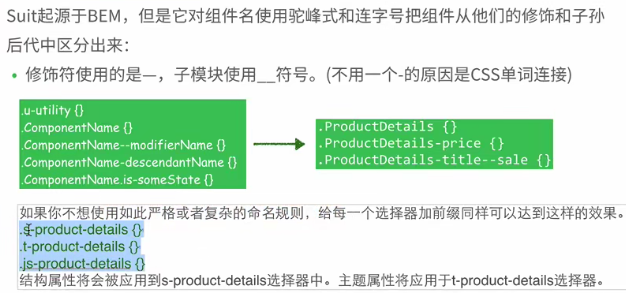 Suit起源于BEM，但是它对组件名使用驼峰式和连字号把组件从他们的修饰和子孙
后代中区分出来：
• 修饰符使用的是—，子模块使用__符号。(不用一个-的原因是CSS单词连接)
.u-utility {}
.ComponentName {}
.ComponentName--modifierName {}
.ComponentName-descendantName {}
.ComponentName.is-someState {}
.ProductDetails {}
.ProductDetails-price {}
.ProductDetails-title--sale {}
如果你不想使用如此严格或者复杂的命名规则，给每一个选择器加前缀同样可以达到这样的效果。
.s-product-details {}
.t-product-details {}
.js-product-details {}
结构属性将会被应用到s-product-details选择器中。主题属性将应用于t-product-details选择器。